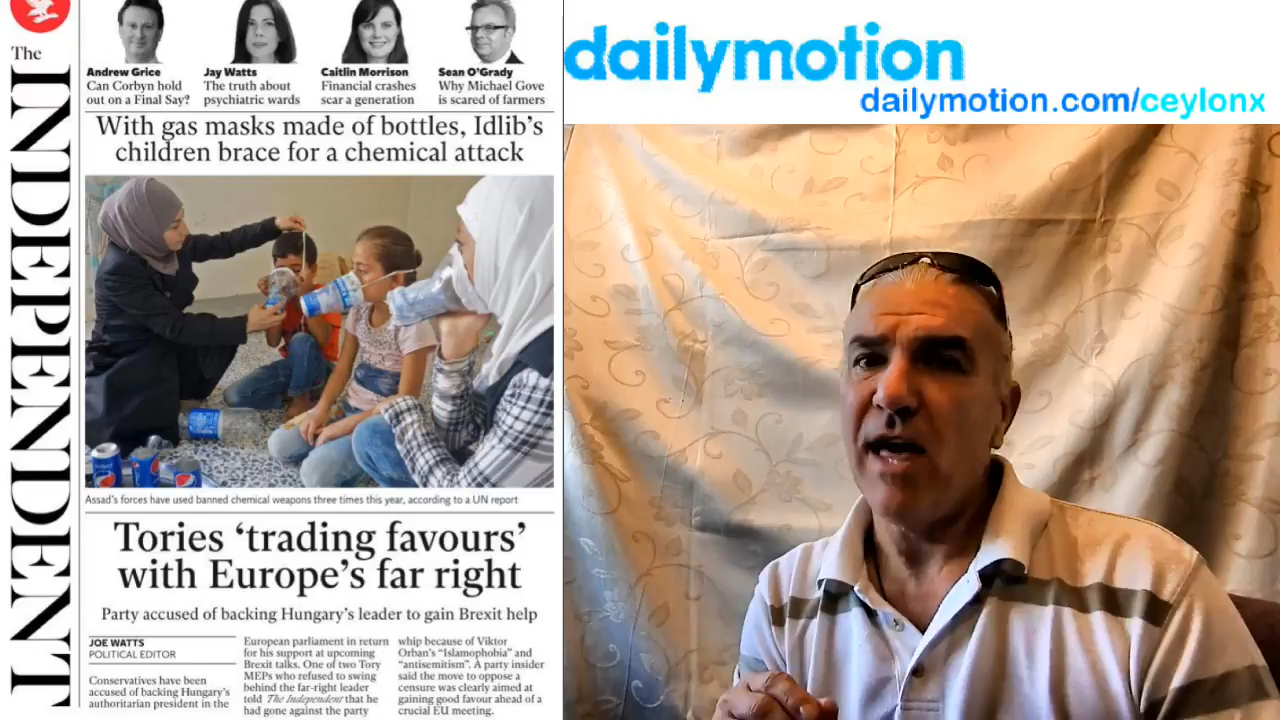 The
INDEPENDENT
Andrew Grice
Can Corbyn hold
out on a Final Say?
Jay Watts
The truth about
psychiatric wards
Caitlin Morrison
Financial crashes
scar a generation
Sean O'Grady
Why Michael Gove
is scared of farmers
With gas masks made of bottles, Idlib's
children brace for a chemical attack
Assad's forces have used banned chemical weapons three times this year, according to a UN report
Tories 'trading favours'
with Europe's far right
Party accused of backing Hungary's leader to gain Brexit help
JOE WATTS
POLITICAL EDITOR
Conservatives have been
accused of backing Hungary's
authoritarian president in the
European parliament in return
for his support at upcoming
Brexit talks. One of two Tory
MEPs who refused to swing
behind the far-right leader
told The Independent that he
had gone against the party
whip because of Viktor
Orban's "Islamophobia" and
"antisemitism". A party insider
said the move to oppose a
censure was clearly aimed at
gaining good favour ahead of a
crucial EU meeting.
dailymotion
dailymotion.com/ceylonx